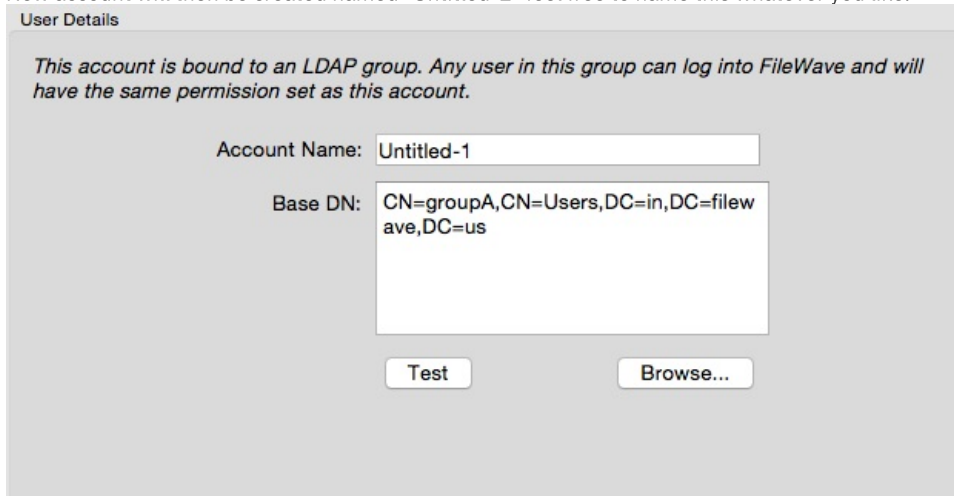 User Details
This account is bound to an LDAP group. Any user in this group can log into FileWave and will
have the same permission set as this account.
Account Name: Untitled-1
Base DN: CN=groupA,CN=Users,DC=in,DC=filew
ave,DC=us
Test Browse...